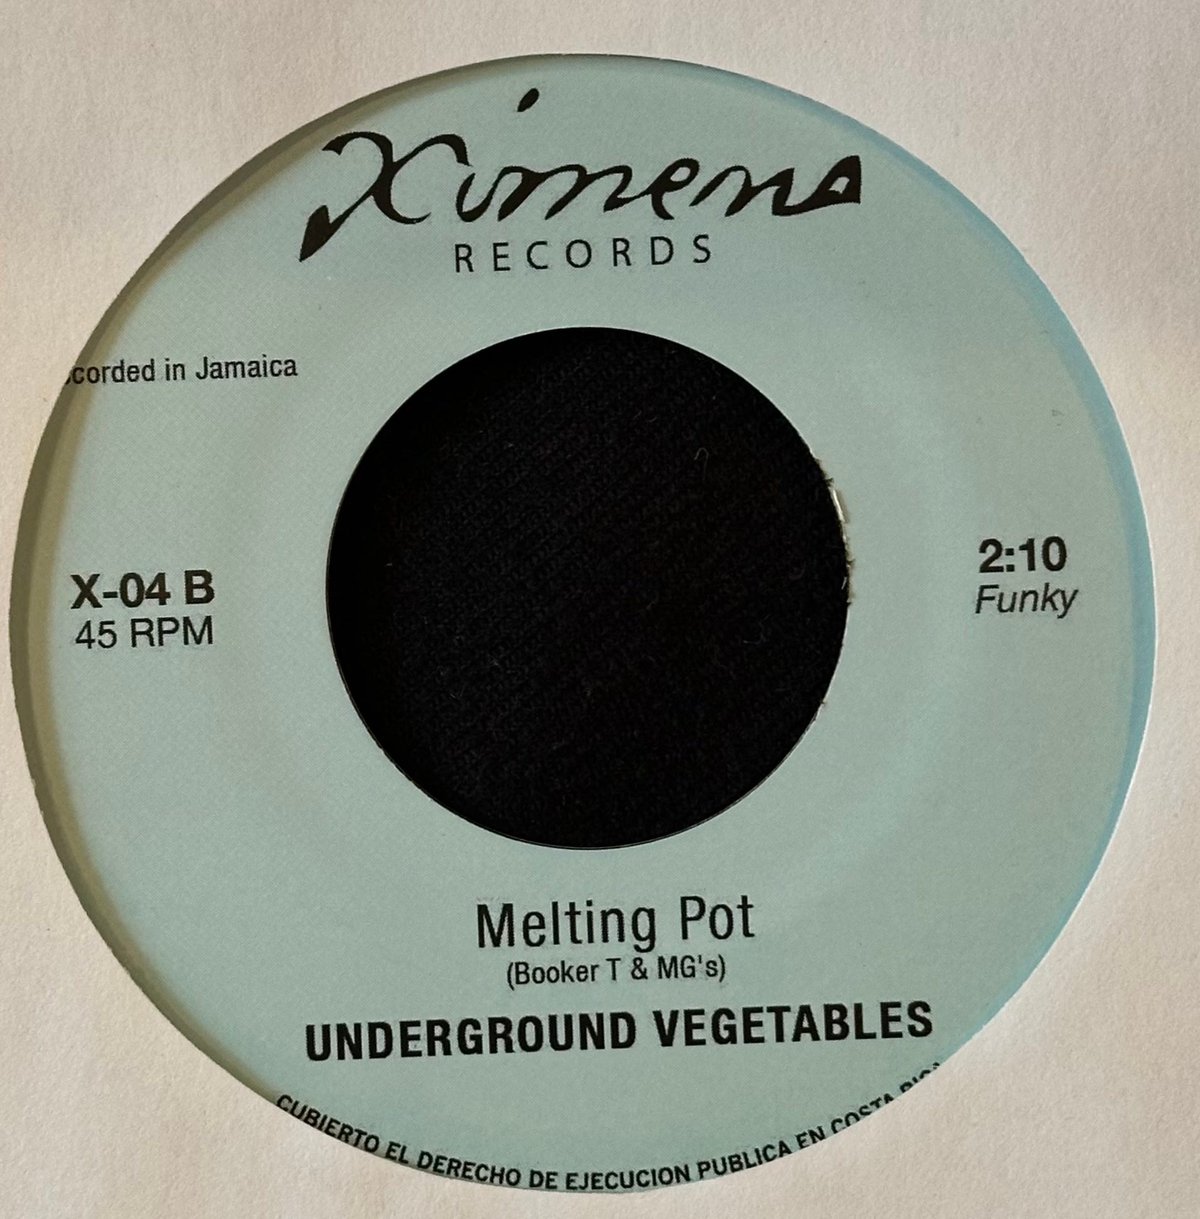 Ximena
RECORDS
corded in Jamaica
X-04 B
45 RPM
2:10
Funky
Melting Pot
(Booker T & MG's)
UNDERGROUND VEGETABLES
CUBIERTO EL DERECHO DE EJECUCION PUBLICA EN COSTA RICA